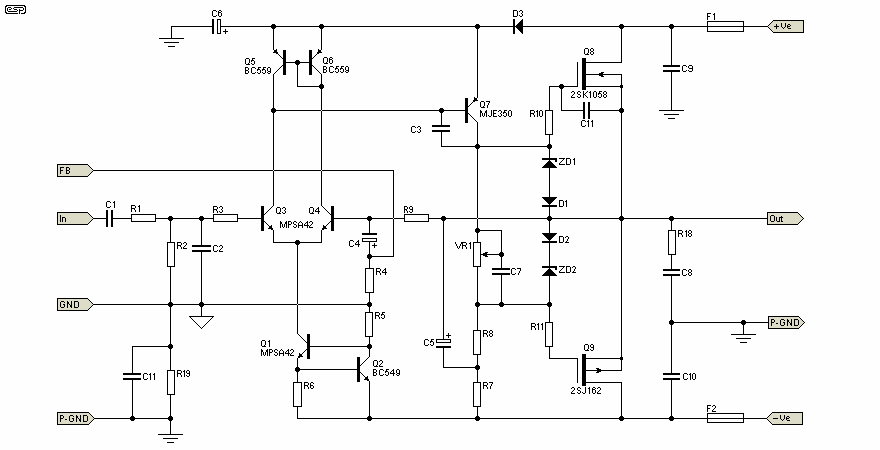 esp
C6
+
D3
F1
+Ve
Q5
BC559
Q6
BC559
Q8
2SK1058
C9
Q7
MJE350
R10
C11
C3
ZD1
FB
C1
R1
R3
Q3
Q4
MPSA42
R9
D1
In
Out
R2
C2
C4
+
D2
R18
VR1
C7
ZD2
C8
R4
GND
R5
R11
P-GND
Q1
MPSA42
C5
+
R8
Q9
2SJ162
Q2
BC549
C11
R19
R6
R7
C10
P-GND
F2
-Ve